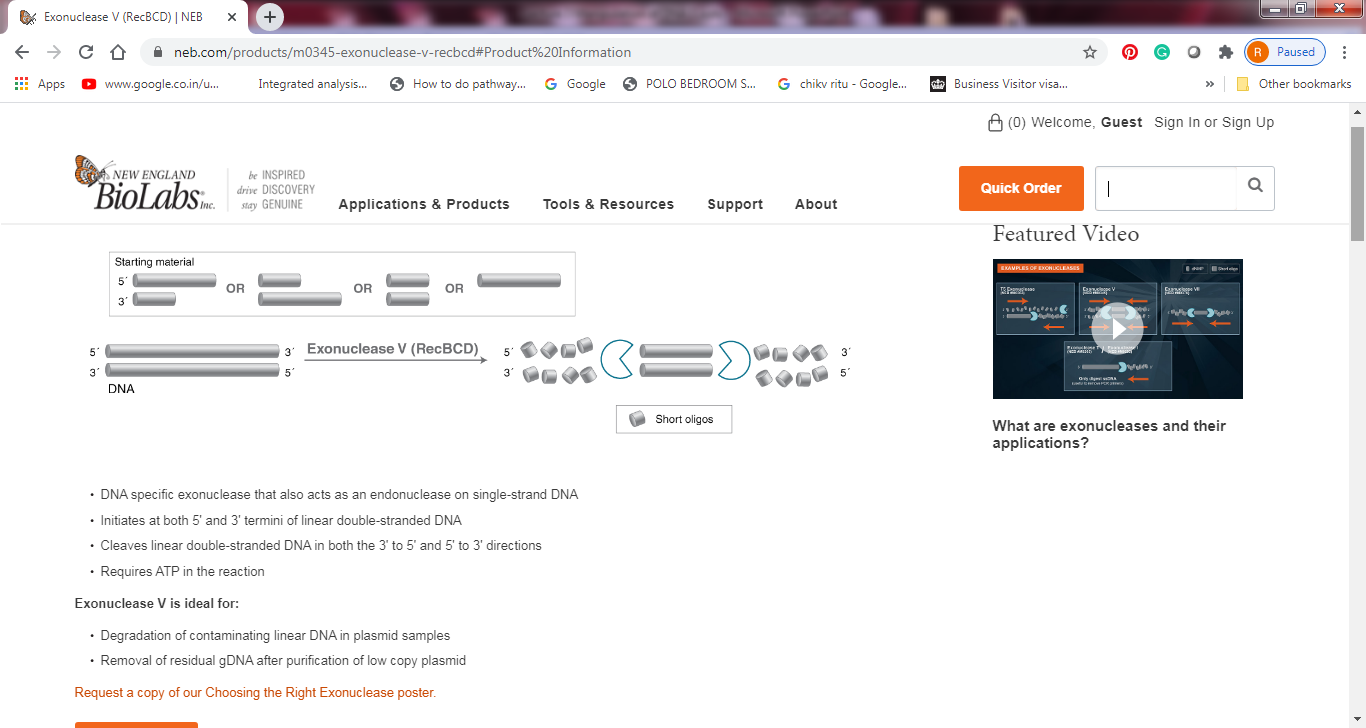 Exonuclease V (RecBCD) | NEB
neb.com/products/m0345-exonuclease-v-recbcd#Product%20Information
R Paused
Apps www.google.co.in/u... Integrated analysis... How to do pathway... Google POLO BEDROOM S... chikv ritu - Google... Business Visitor visa... » Other bookmarks
(0) Welcome, Guest Sign In or Sign Up
NEW ENGLAND
BioLabs Inc.
be INSPIRED
drive DISCOVERY
stay GENUINE
Applications & Products Tools & Resources Support About
Quick Order
Starting material
5´ OR OR OR
3´
5´ 3´ Exonuclease V (RecBCD) 5´ 3´
3´ 5´ 3´ 5´
DNA
Short oligos
Featured Video
EXAMPLES OF EXONUCLEASES
What are exonucleases and their
applications?
• DNA specific exonuclease that also acts as an endonuclease on single-strand DNA
• Initiates at both 5' and 3' termini of linear double-stranded DNA
• Cleaves linear double-stranded DNA in both the 3' to 5' and 5' to 3' directions
• Requires ATP in the reaction
Exonuclease V is ideal for:
• Degradation of contaminating linear DNA in plasmid samples
• Removal of residual gDNA after purification of low copy plasmid
Request a copy of our Choosing the Right Exonuclease poster.